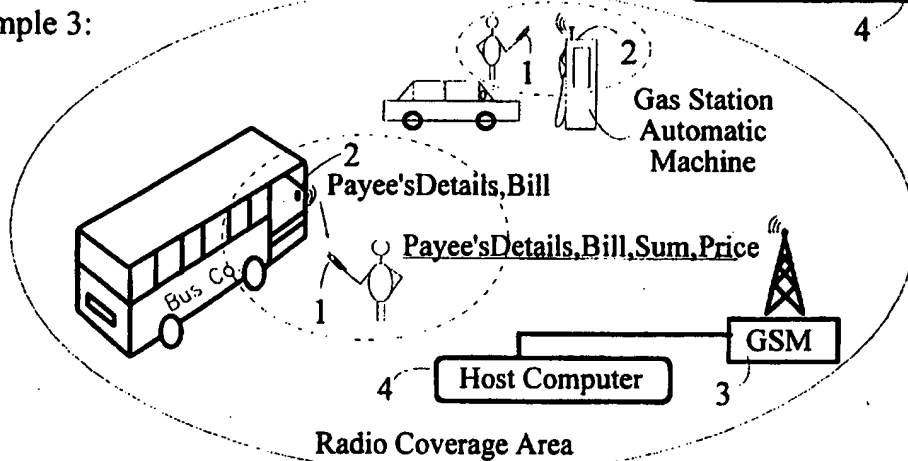 mple 3:
4
1
2
Gas Station
Automatic
Machine
2
Payee'sDetails,Bill
Payee'sDetails,Bill,Sum,Price
Bus Co.
1
GSM
4
Host Computer
3
Radio Coverage Area